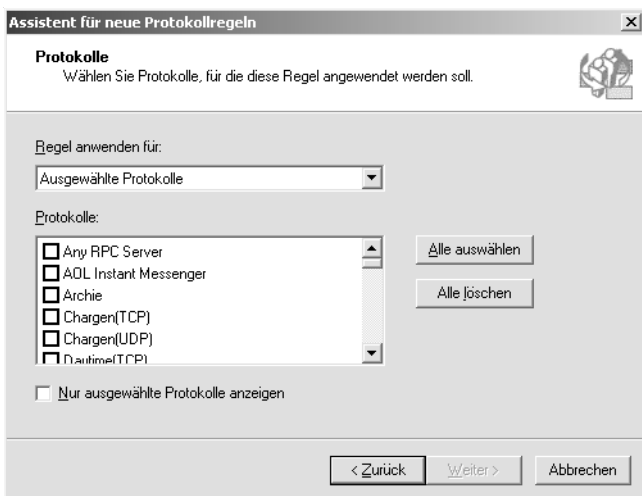 Assistent für neue Protokollregeln
Protokolle
Wählen Sie Protokolle, für die diese Regel angewendet werden soll.
Regel anwenden für:
Ausgewählte Protokolle
Protokolle:
Any RPC Server
AOL Instant Messenger
Archie
Chargen(TCP)
Chargen(UDP)
Daytime(TCP)
Alle auswählen
Alle löschen
Nur ausgewählte Protokolle anzeigen
< Zurück Weiter > Abbrechen